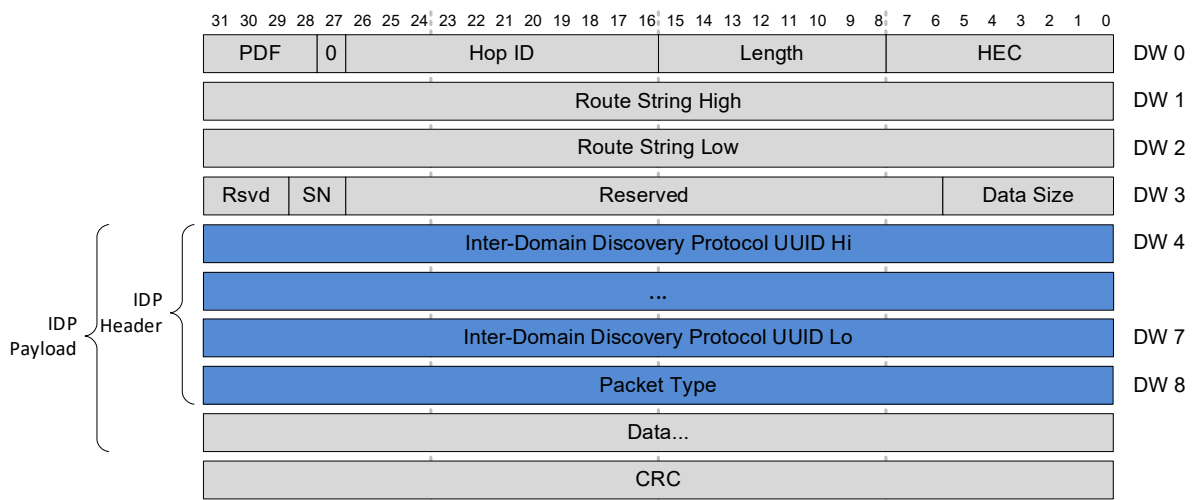 31 30 29 28 27 26 25 24 23 22 21 20 19 18 17 16 15 14 13 12 11 10 9 8 7 6 5 4 3 2 1 0
PDF 0 Hop ID Length HEC DW 0
Route String High DW 1
Route String Low DW 2
Rsvd SN Reserved Data Size DW 3
Inter-Domain Discovery Protocol UUID Hi DW 4
...
IDP
Header
IDP
Payload
Inter-Domain Discovery Protocol UUID Lo DW 7
Packet Type DW 8
Data...
CRC